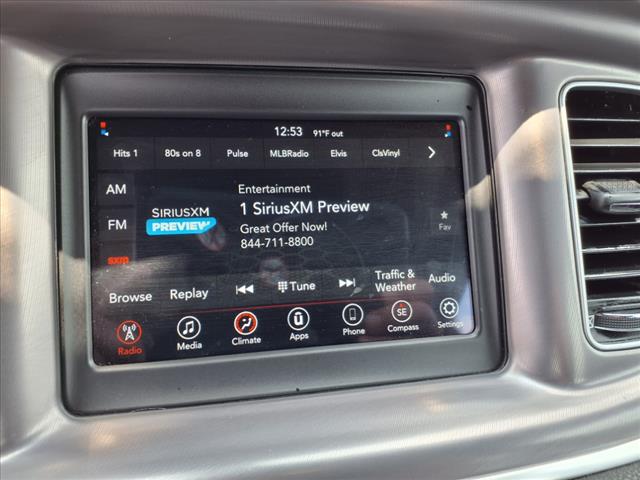 12:53 91°F out
Hits 1 80s on 8 Pulse MLBRadio Elvis ClsVinyl
AM
FM
sxm
SIRIUSXM
PREVIEW
Entertainment
1 SiriusXM Preview
Great Offer Now!
844-711-8800
Fav
Browse Replay Tune Traffic & Weather Audio
Radio Media Climate Apps Phone SE Compass Settings